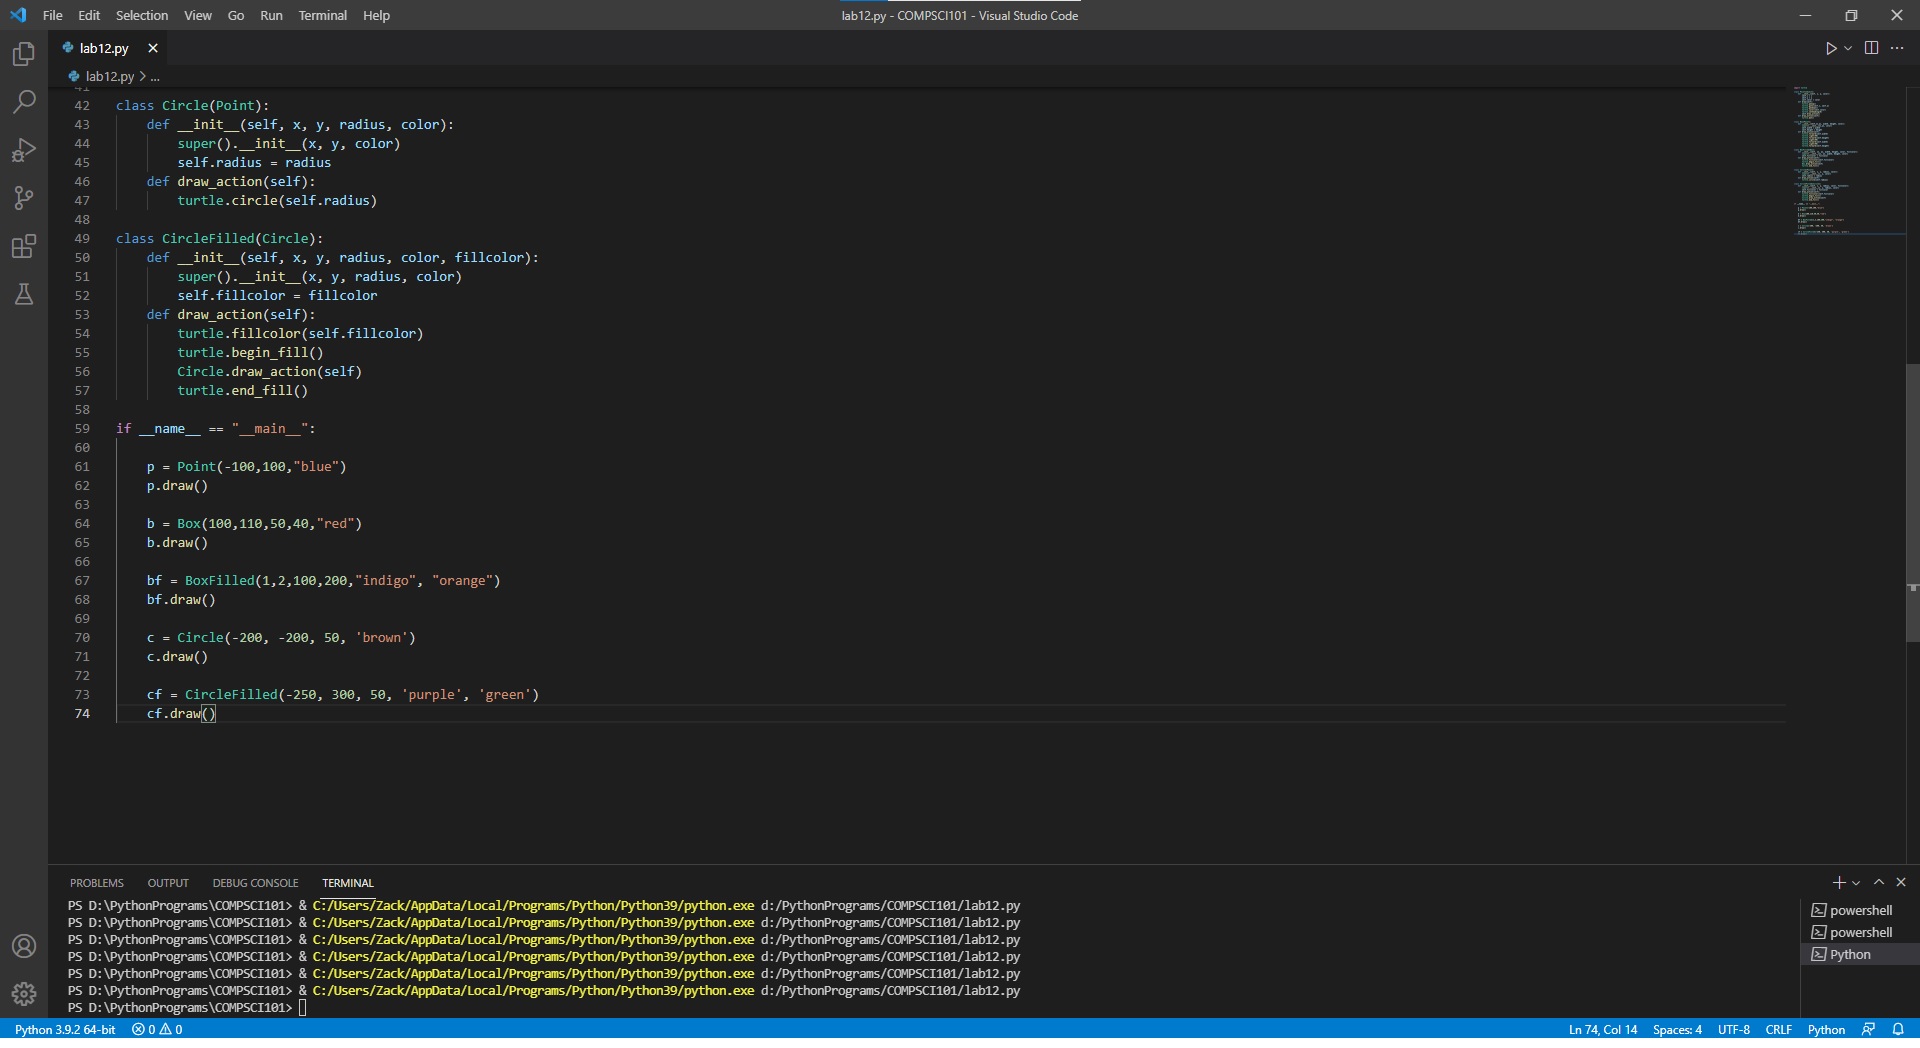 File Edit Selection View Go Run Terminal Help
lab12.py - COMPSCI101 - Visual Studio Code
lab12.py
lab12.py > ...
41
42 class Circle(Point):
43 def __init__(self, x, y, radius, color):
44 super().__init__(x, y, color)
45 self.radius = radius
46 def draw_action(self):
47 turtle.circle(self.radius)
48
49 class CircleFilled(Circle):
50 def __init__(self, x, y, radius, color, fillcolor):
51 super().__init__(x, y, radius, color)
52 self.fillcolor = fillcolor
53 def draw_action(self):
54 turtle.fillcolor(self.fillcolor)
55 turtle.begin_fill()
56 Circle.draw_action(self)
57 turtle.end_fill()
58
59 if __name__ == "__main__":
60
61 p = Point(-100,100,"blue")
62 p.draw()
63
64 b = Box(100,110,50,40,"red")
65 b.draw()
66
67 bf = BoxFilled(1,2,100,200,"indigo", "orange")
68 bf.draw()
69
70 c = Circle(-200, -200, 50, 'brown')
71 c.draw()
72
73 cf = CircleFilled(-250, 300, 50, 'purple', 'green')
74 cf.draw()
PROBLEMS OUTPUT DEBUG CONSOLE TERMINAL
PS D:\PythonPrograms\COMPSCI101> & C:/Users/Zack/AppData/Local/Programs/Python/Python39/python.exe d:/PythonPrograms/COMPSCI101/lab12.py
PS D:\PythonPrograms\COMPSCI101> & C:/Users/Zack/AppData/Local/Programs/Python/Python39/python.exe d:/PythonPrograms/COMPSCI101/lab12.py
PS D:\PythonPrograms\COMPSCI101> & C:/Users/Zack/AppData/Local/Programs/Python/Python39/python.exe d:/PythonPrograms/COMPSCI101/lab12.py
PS D:\PythonPrograms\COMPSCI101> & C:/Users/Zack/AppData/Local/Programs/Python/Python39/python.exe d:/PythonPrograms/COMPSCI101/lab12.py
PS D:\PythonPrograms\COMPSCI101> & C:/Users/Zack/AppData/Local/Programs/Python/Python39/python.exe d:/PythonPrograms/COMPSCI101/lab12.py
PS D:\PythonPrograms\COMPSCI101> & C:/Users/Zack/AppData/Local/Programs/Python/Python39/python.exe d:/PythonPrograms/COMPSCI101/lab12.py
PS D:\PythonPrograms\COMPSCI101>
powershell
powershell
Python
Python 3.9.2 64-bit 0 0
Ln 74, Col 14 Spaces: 4 UTF-8 CRLF Python